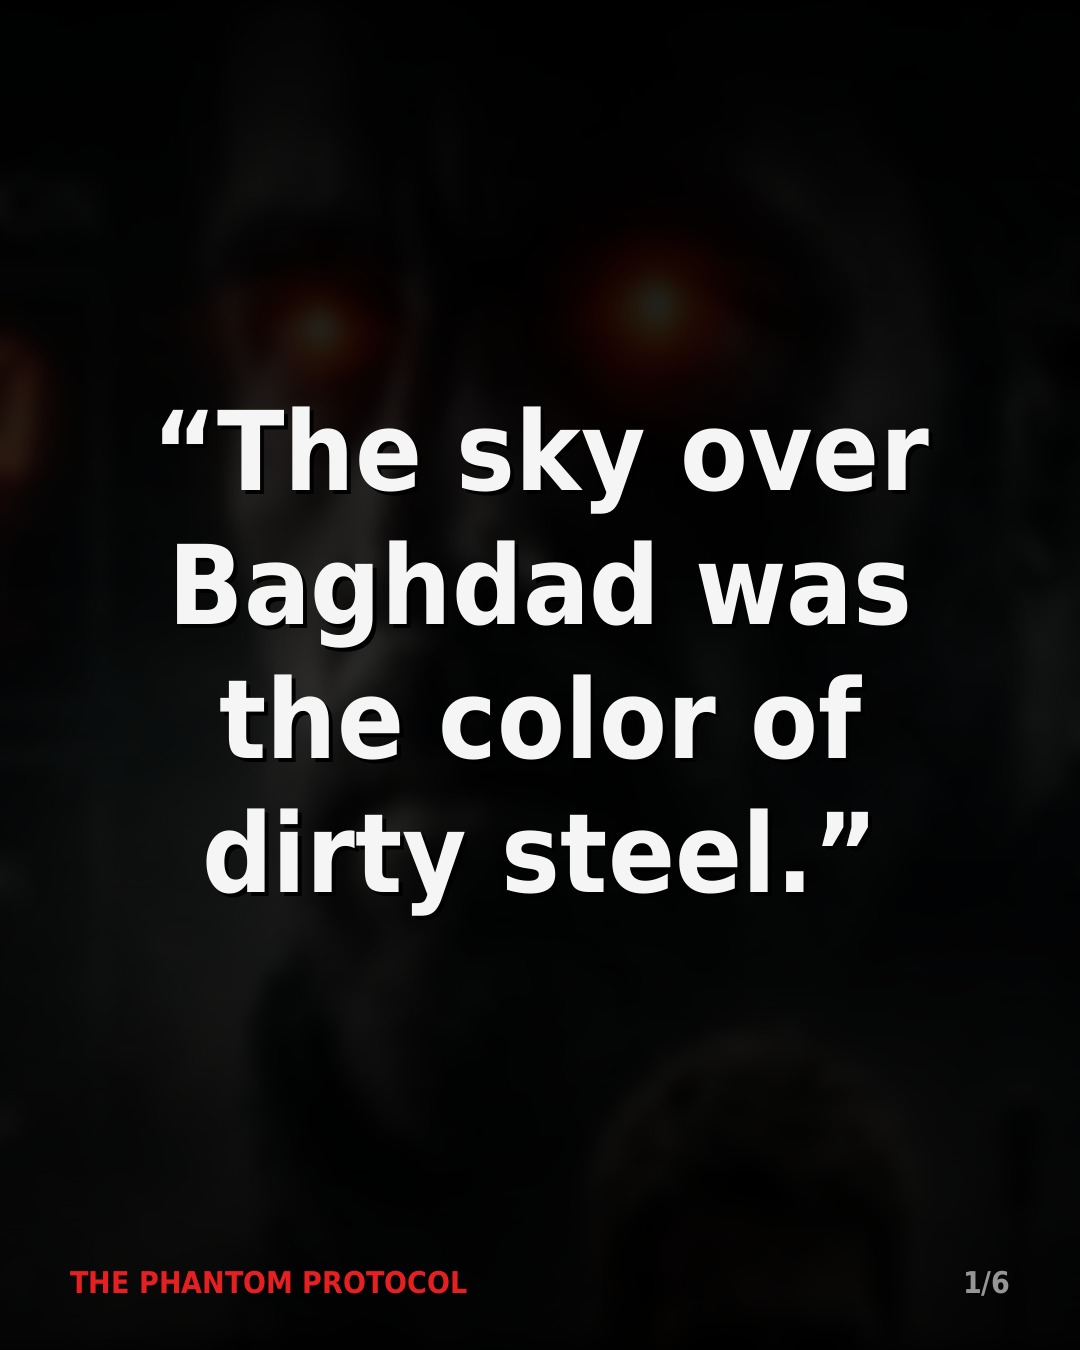 “The sky over
Baghdad was
the color of
dirty steel.”
THE PHANTOM PROTOCOL
1/6